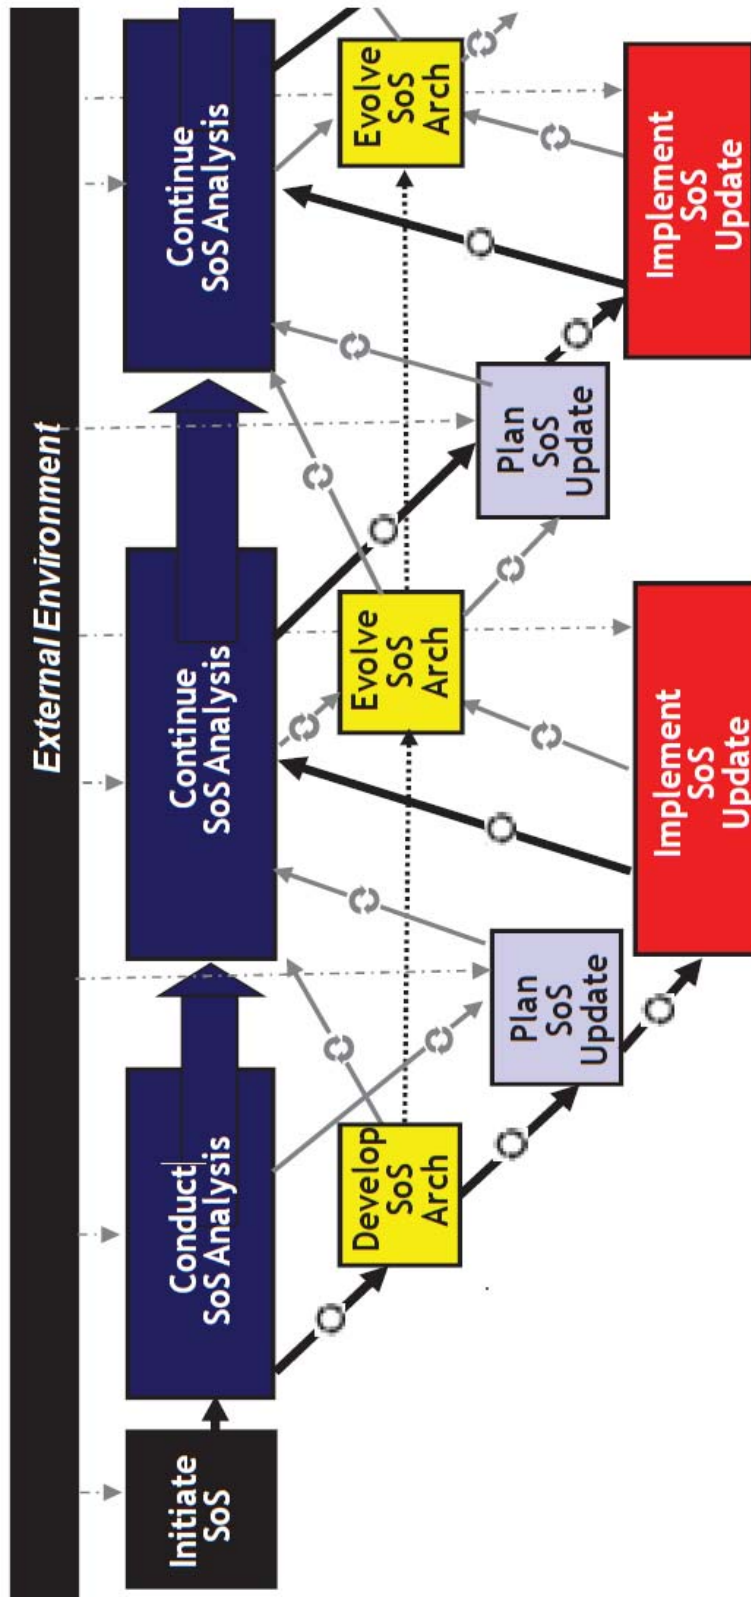 External Environment
Initiate
SoS
Conduct
SoS Analysis
Continue
SoS Analysis
Continue
SoS Analysis
Develop
SoS
Arch
Evolve
SoS
Arch
Evolve
SoS
Arch
Plan
SoS
Update
Plan
SoS
Update
Implement
SoS
Update
Implement
SoS
Update